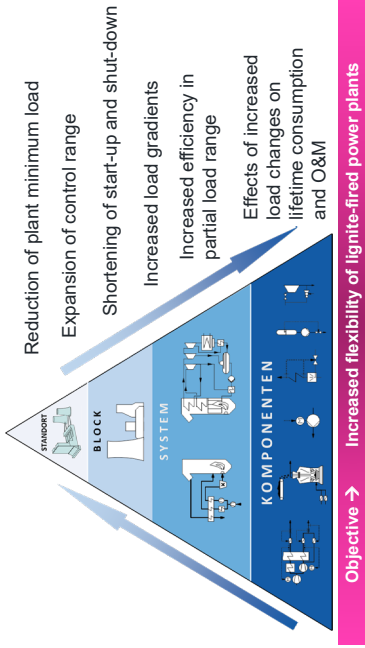 Reduction of plant minimum load
Expansion of control range
Shortening of start-up and shut-down
Increased load gradients
Increased efficiency in
partial load range
Effects of increased
load changes on
lifetime consumption
and O&M
STANDORT
BLOCK
SYSTEM
KOMPONENTEN
Objective → Increased flexibility of lignite-fired power plants